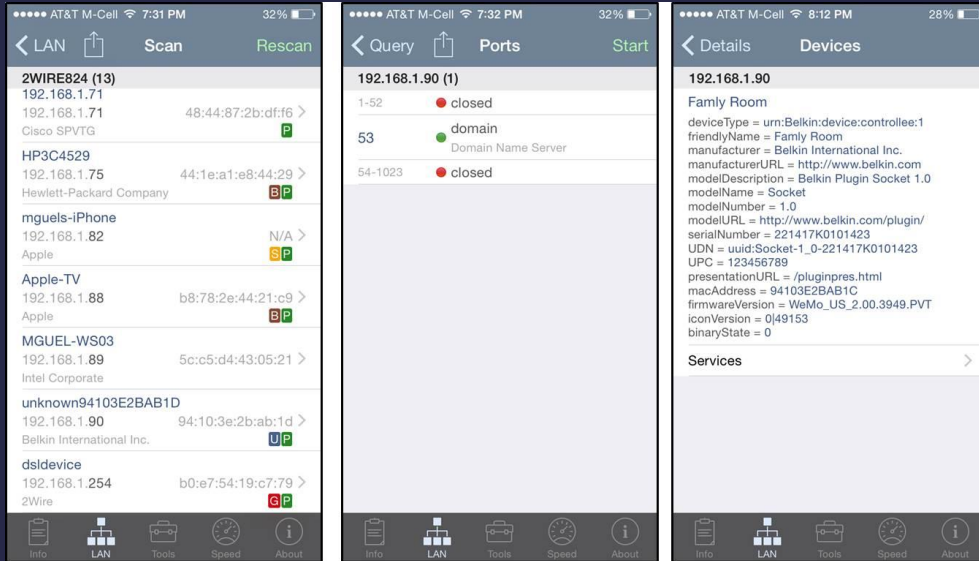 AT&T M-Cell 7:31 PM 32%
LAN Scan Rescan
2WIRE824 (13)
192.168.1.71
192.168.1.71 48:44:87:2b:df:f6
Cisco SPVTG P
HP3C4529
192.168.1.75 44:1e:a1:e8:44:29
Hewlett-Packard Company B P
mguels-iPhone
192.168.1.82 N/A
Apple S P
Apple-TV
192.168.1.88 b8:78:2e:44:21:c9
Apple B P
MGUEL-WS03
192.168.1.89 5c:c5:d4:43:05:21
Intel Corporate
unknown94103E2BAB1D
192.168.1.90 94:10:3e:2b:ab:1d
Belkin International Inc. U P
dsldevice
192.168.1.254 b0:e7:54:19:c7:79
2Wire G P
Info LAN Tools Speed About
AT&T M-Cell 7:32 PM 32%
Query Ports Start
192.168.1.90 (1)
1-52 closed
53 domain
Domain Name Server
54-1023 closed
Info LAN Tools Speed About
AT&T M-Cell 8:12 PM 28%
Details Devices
192.168.1.90
Famly Room
deviceType = urn:Belkin:device:controllee:1
friendlyName = Famly Room
manufacturer = Belkin International Inc.
manufacturerURL = http://www.belkin.com
modelDescription = Belkin Plugin Socket 1.0
modelName = Socket
modelNumber = 1.0
modelURL = http://www.belkin.com/plugin/
serialNumber = 221417K0101423
UDN = uuid:Socket-1_0-221417K0101423
UPC = 123456789
presentationURL = /pluginpres.html
macAddress = 94103E2BAB1C
firmwareVersion = WeMo_US_2.00.3949.PVT
iconVersion = 0|49153
binaryState = 0
Services
Info LAN Tools Speed About